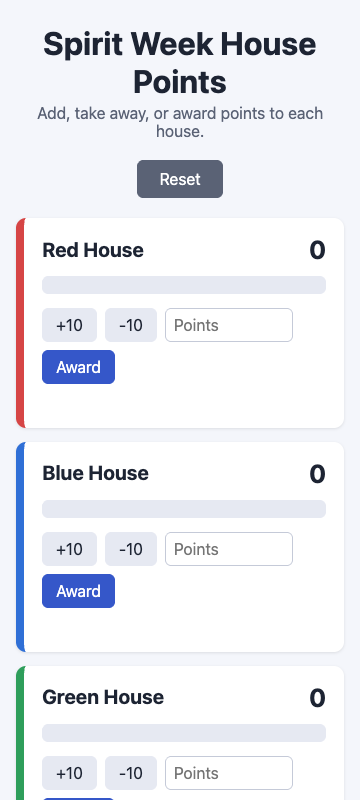 Spirit Week House
Points
Add, take away, or award points to each
house.
Reset
Red House 0
+10 -10 Points
Award
Blue House 0
+10 -10 Points
Award
Green House 0
+10 -10 Points